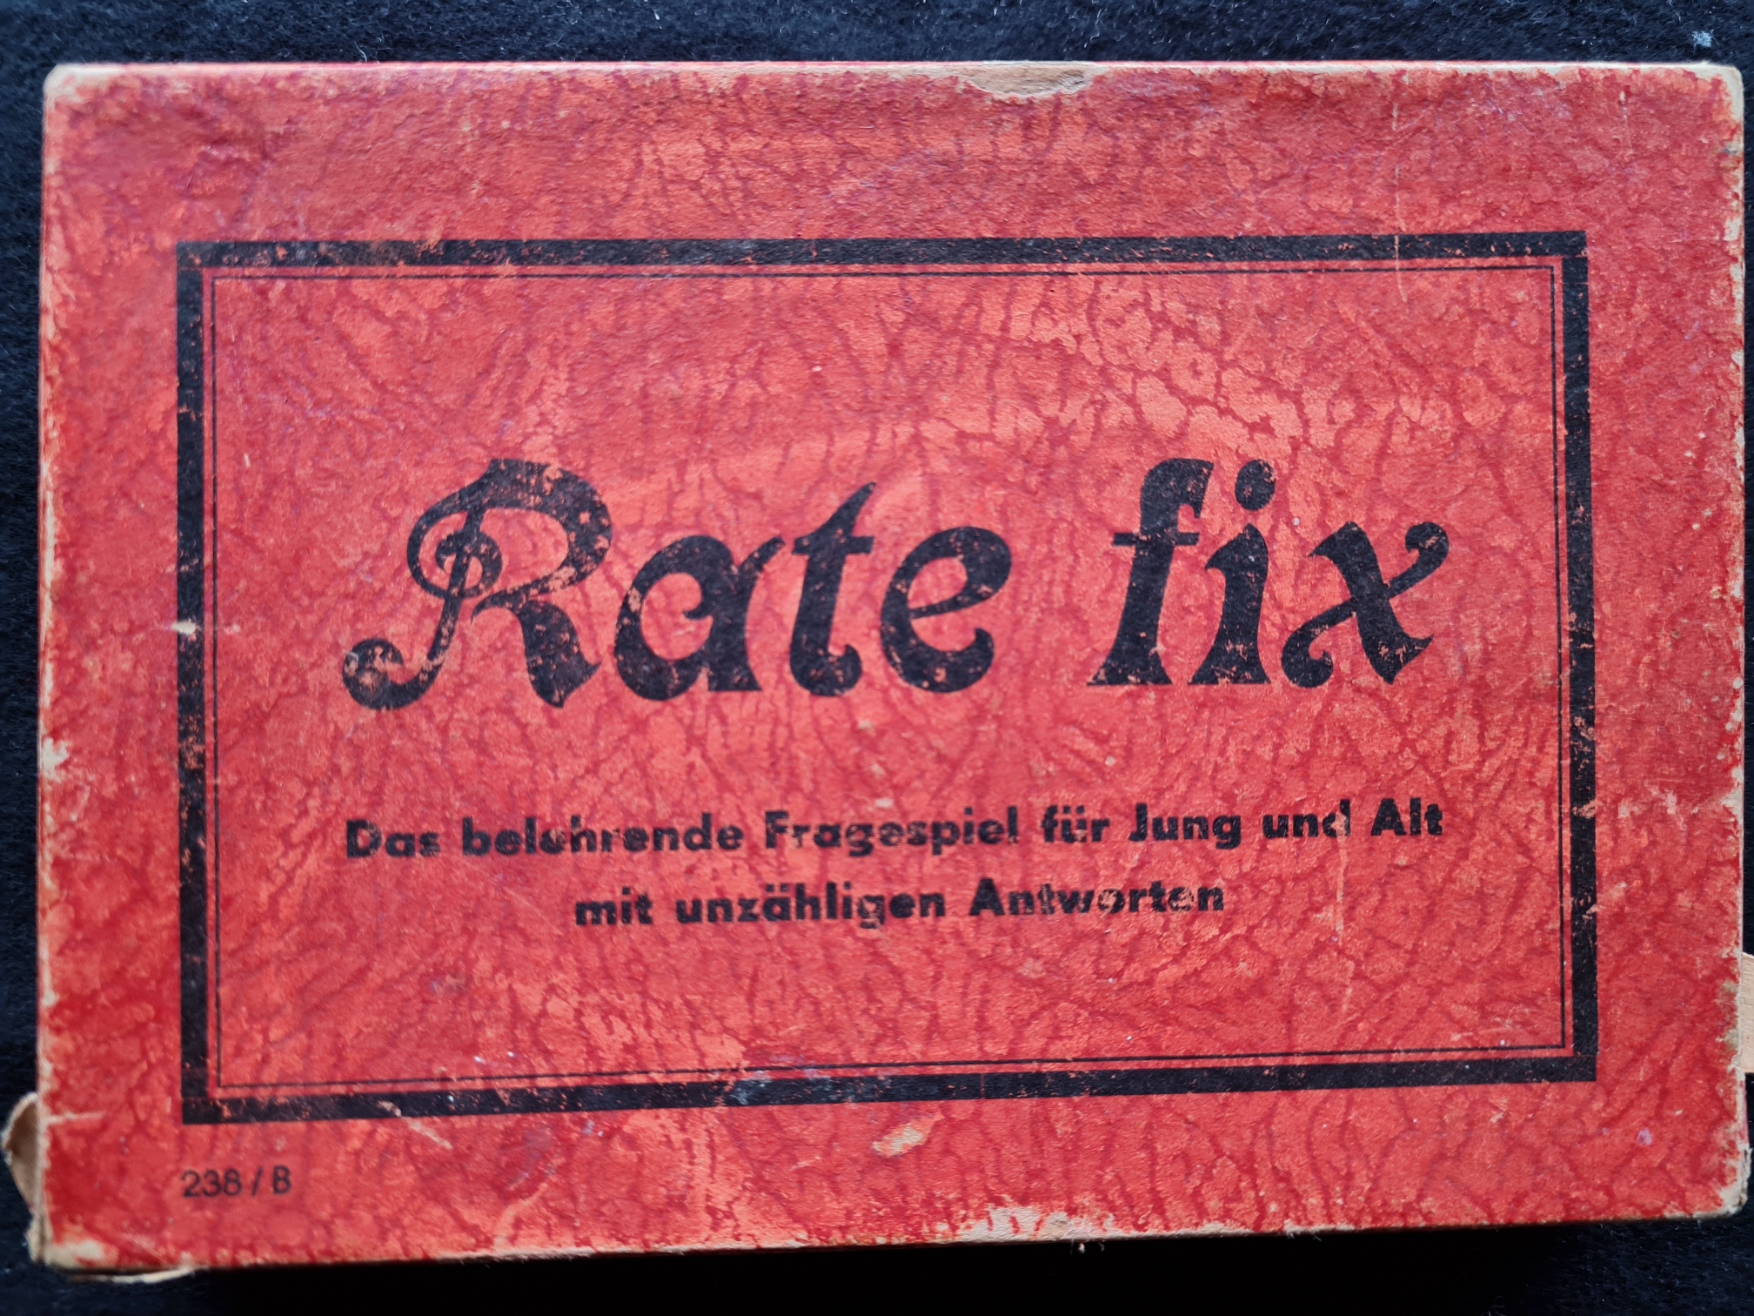 Rate fix
Das belehrende Fragespiel für Jung und Alt
mit unzähligen Antworten
238 / B